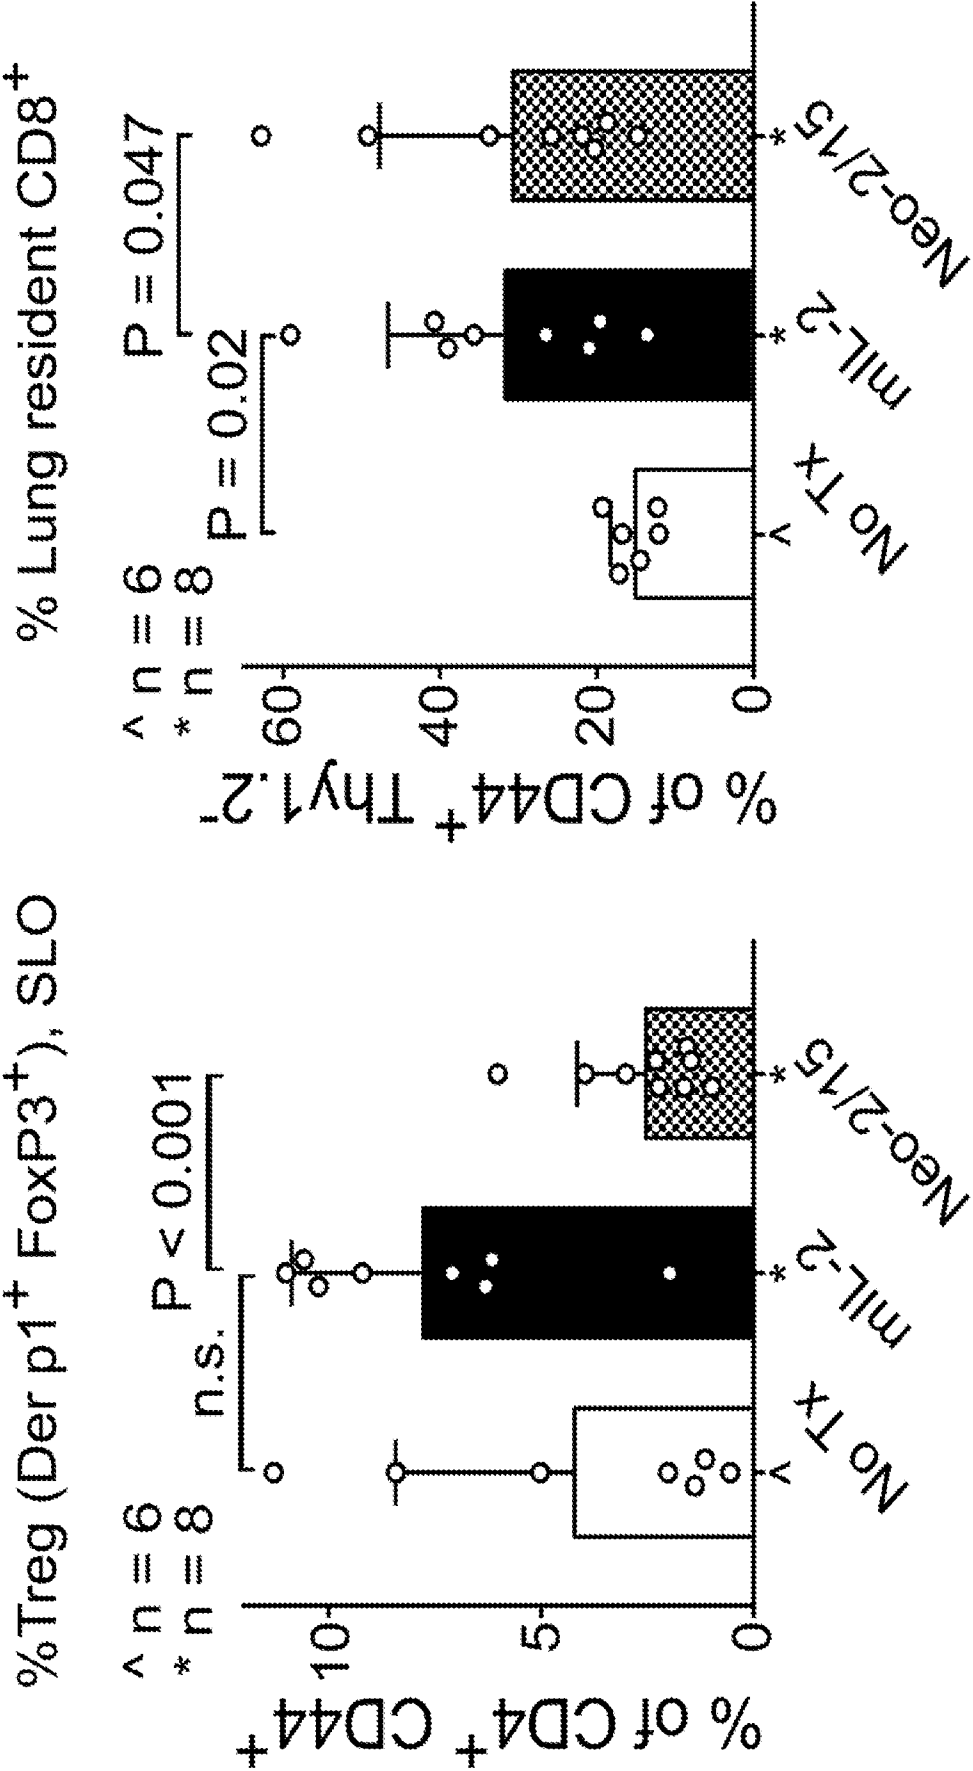 %Treg (Der p1⁺ FoxP3⁺), SLO
^ n = 6
* n = 8
P < 0.001
n.s.
% of CD4⁺ CD44⁺
10
5
0
^
*
*
No Tx
mIL-2
Neo-2/15
% Lung resident CD8⁺
^ n = 6
* n = 8
P = 0.047
P = 0.02
% of CD44⁺ Thy1.2⁻
60
40
20
0
^
*
*
No Tx
mIL-2
Neo-2/15